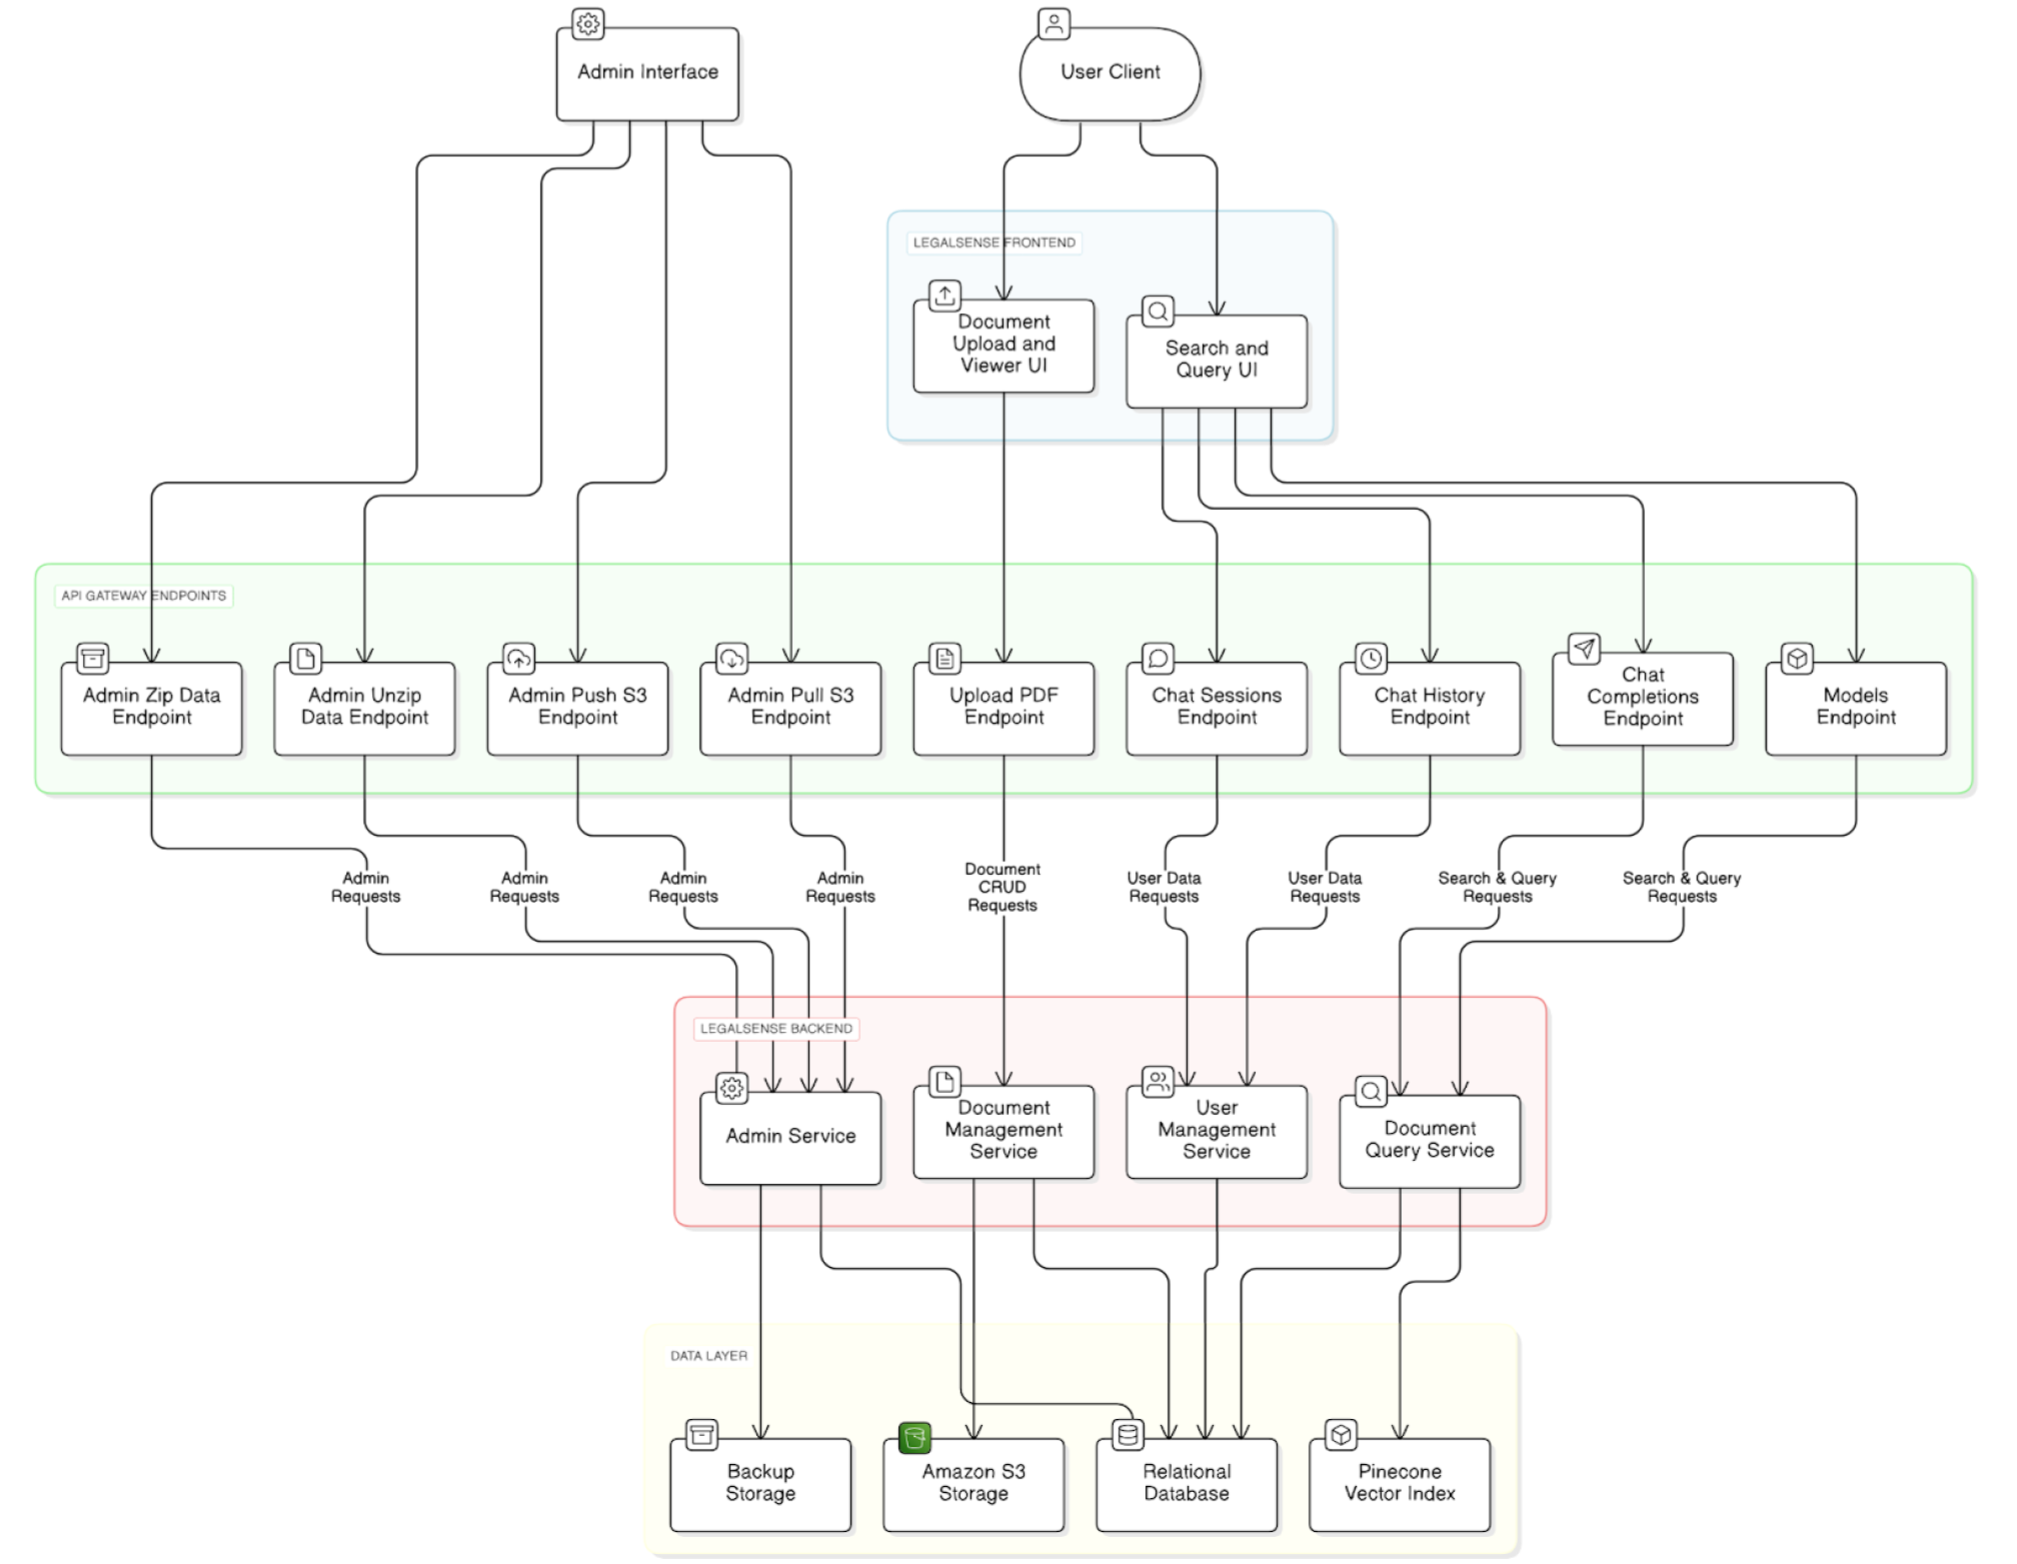 Admin Interface
User Client
LEGALSENSE FRONTEND
Document
Upload and
Viewer UI
Search and
Query UI
API GATEWAY ENDPOINTS
Admin Zip Data
Endpoint
Admin Unzip
Data Endpoint
Admin Push S3
Endpoint
Admin Pull S3
Endpoint
Upload PDF
Endpoint
Chat Sessions
Endpoint
Chat History
Endpoint
Chat
Completions
Endpoint
Models
Endpoint
Admin
Requests
Admin
Requests
Admin
Requests
Admin
Requests
Document
CRUD
Requests
User Data
Requests
User Data
Requests
Search & Query
Requests
Search & Query
Requests
LEGALSENSE BACKEND
Admin Service
Document
Management
Service
User
Management
Service
Document
Query Service
DATA LAYER
Backup
Storage
Amazon S3
Storage
Relational
Database
Pinecone
Vector Index